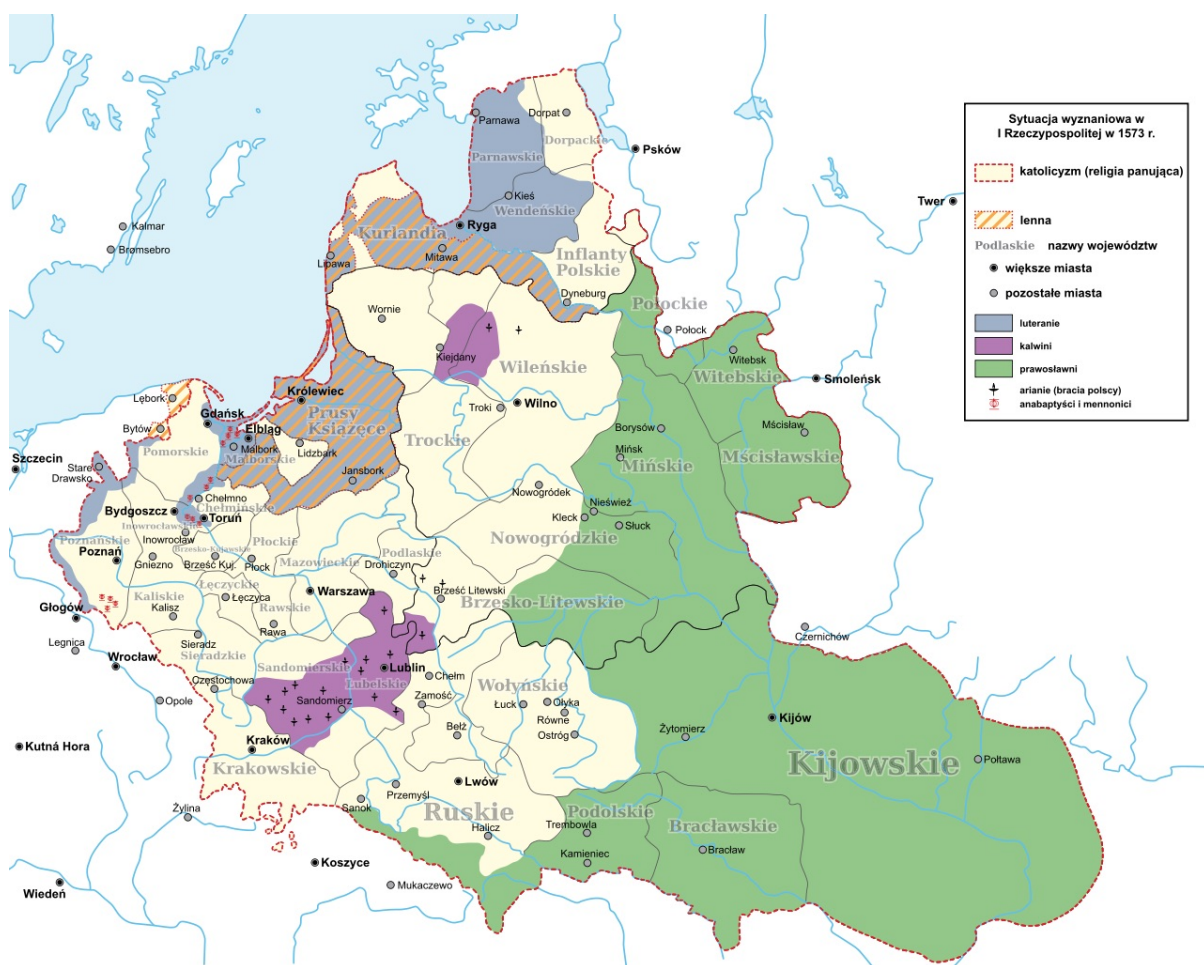 Sytuacja wyznaniowa w
I Rzeczypospolitej w 1573 r.
katolicyzm (religia panująca)
lenna
Podlaskie nazwy województw
większe miasta
pozostałe miasta
luteranie
kalwini
prawosławni
arianie (bracia polscy)
anabaptyści i mennonici
Parnawa
Dorpat
Dorpackie
Psków
Parnawskie
Kieś
Wendeńskie
Twer
Kalmar
Brømsebro
Ryga
Kurlandia
Mitawa
Inflanty
Polskie
Lipawa
Dyneburg
Wornie
Połockie
Połock
Kiejdany
Witebsk
Wileńskie
Witebskie
Smoleńsk
Królewiec
Lębork
Wilno
Troki
Prusy
Książęce
Gdańsk
Bytów
Elbląg
Borysów
Mścisław
Trockie
Malbork
Lidzbark
Pomorskie
Malborskie
Mińsk
Mińskie
Mścisławskie
Szczecin
Stare
Drawsko
Jansbork
Nowogródek
Chełmno
Chełmińskie
Nieśwież
Bydgoszcz
Toruń
Kleck
Słuck
Inowrocławskie
Nowogródzkie
Poznańskie
Inowrocław
Płockie
Brzesko-Kujawskie
Podlaskie
Poznań
Gniezno
Brześć Kuj.
Płock
Mazowieckie
Drohiczyn
Łęczyckie
Warszawa
Brześć Litewski
Kaliskie
Łęczyca
Brzesko-Litewskie
Głogów
Kalisz
Rawskie
Rawa
Czernichów
Legnica
Sieradz
Sieradzkie
Wrocław
Sandomierskie
Lublin
Lubelskie
Chełm
Częstochowa
Wołyńskie
Opole
Sandomierz
Zamość
Łuck
Ołyka
Równe
Kijów
Bełż
Ostróg
Żytomierz
Kutná Hora
Kraków
Krakowskie
Kijowskie
Połtawa
Lwów
Przemyśl
Sanok
Ruskie
Podolskie
Żylina
Halicz
Trembowla
Bracławskie
Bracław
Koszyce
Kamieniec
Wiedeń
Mukaczewo